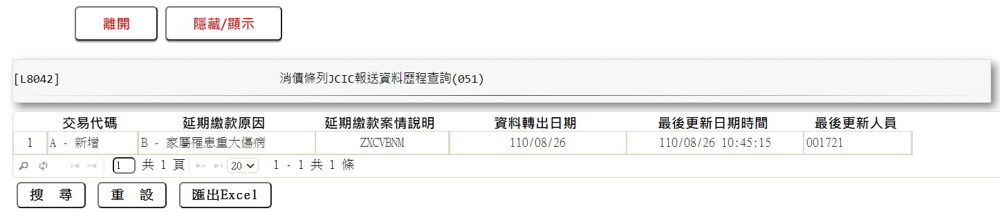 離開 隱藏/顯示
[L8042] 消債條列JCIC報送資料歷程查詢(051)
交易代碼 延期繳款原因 延期繳款案情說明 資料轉出日期 最後更新日期時間 最後更新人員
1 A - 新增 B - 家屬罹患重大傷病 ZXCVBNM 110/08/26 110/08/26 10:45:15 001721
1 共 1 頁 20 1 - 1 共 1 條
搜 尋 重 設 匯出Excel